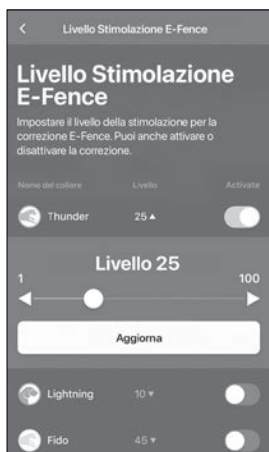 Livello Stimolazione E-Fence
Livello Stimolazione
E-Fence
Impostare il livello della stimolazione per la
correzione E-Fence. Puoi anche attivare o
disattivare la correzione.
Nome del collare Livello Activate
Thunder 25
Livello 25
1 100
Aggiorna
Lightning 10
Fido 45